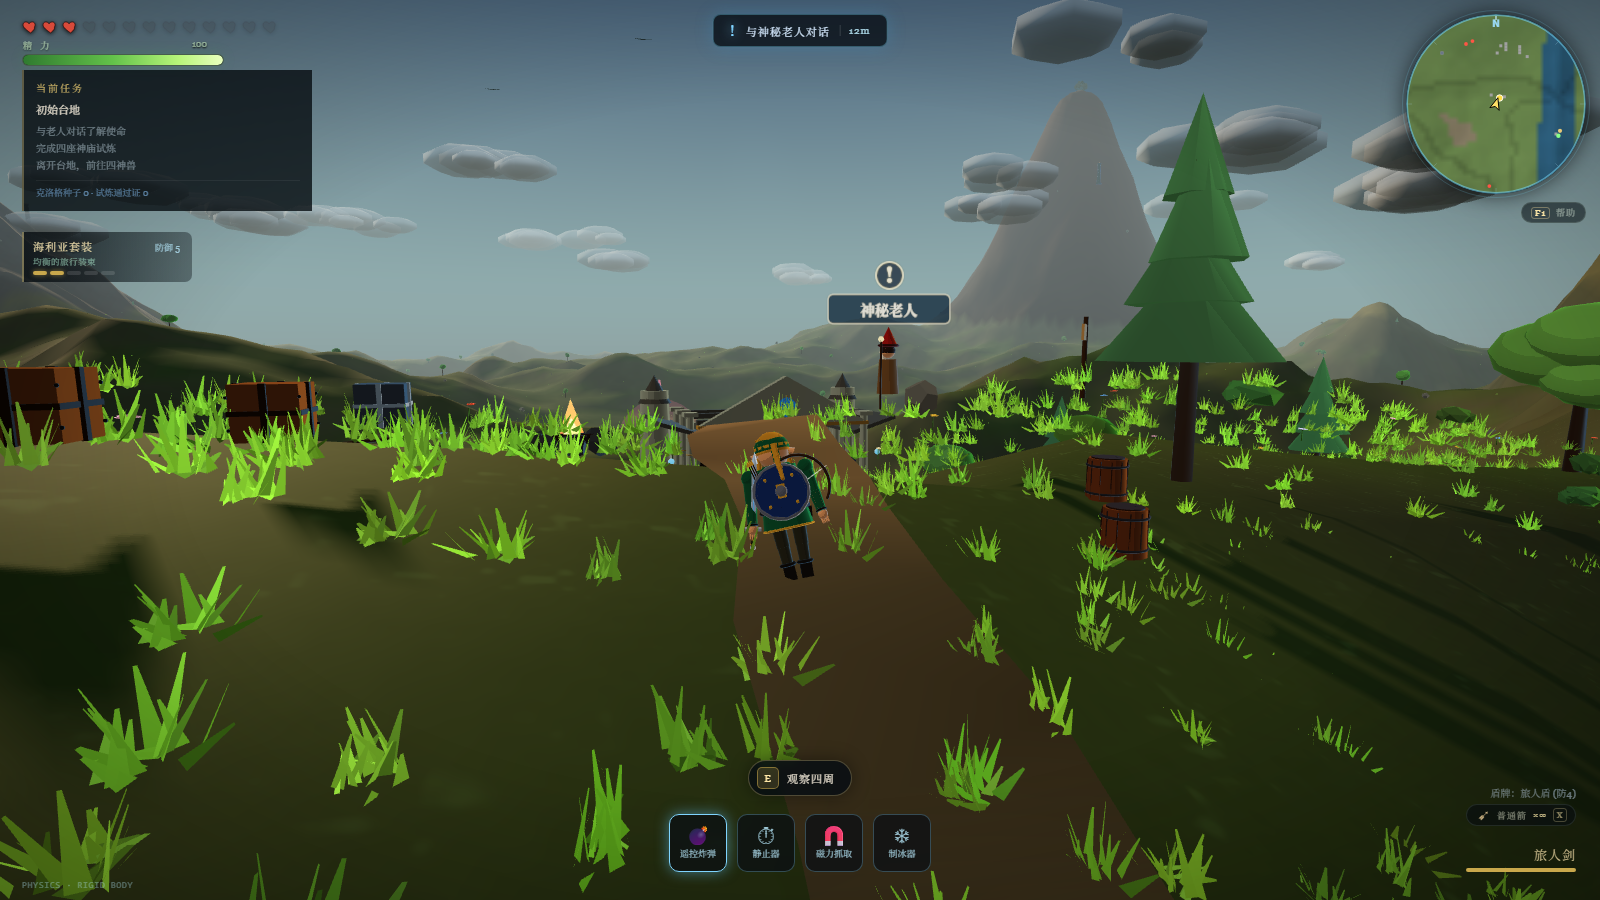 精 力 100
! 与神秘老人对话 12m
N
当前任务
初始台地
与老人对话了解使命
完成四座神庙试炼
离开台地，前往四神兽
克洛格种子 0 · 试炼通过证 0
F1 帮助
海利亚套装 防御 5
均衡的旅行装束
!
神秘老人
E 观察四周
遥控炸弹 静止器 磁力抓取 制冰器
盾牌：旅人盾 (防4)
普通箭 ×∞ X
旅人剑
PHYSICS · RIGID BODY